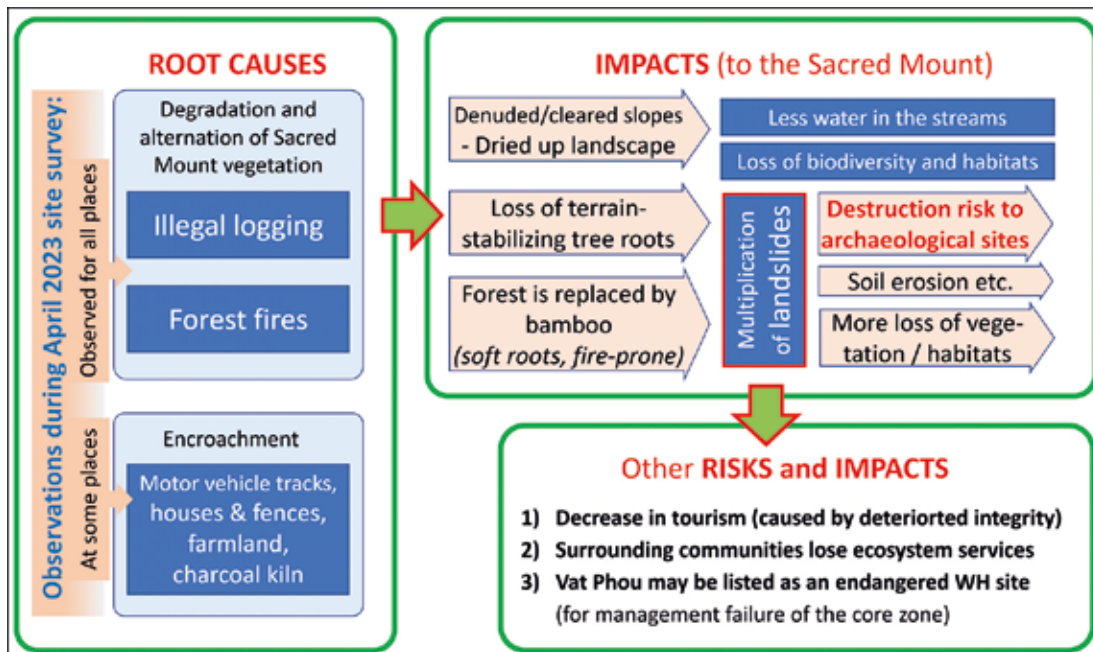 Observations during April 2023 site survey:
ROOT CAUSES
Observed for all places
Degradation and
alternation of Sacred
Mount vegetation
Illegal logging
Forest fires
At some places
Encroachment
Motor vehicle tracks,
houses & fences,
farmland,
charcoal kiln
IMPACTS (to the Sacred Mount)
Denuded/cleared slopes
- Dried up landscape
Less water in the streams
Loss of biodiversity and habitats
Loss of terrain-
stabilizing tree roots
Forest is replaced by
bamboo
(soft roots, fire-prone)
Multiplication
of landslides
Destruction risk to
archaeological sites
Soil erosion etc.
More loss of vege-
tation / habitats
Other RISKS and IMPACTS
1) Decrease in tourism (caused by deteriorted integrity)
2) Surrounding communities lose ecosystem services
3) Vat Phou may be listed as an endangered WH site
(for management failure of the core zone)